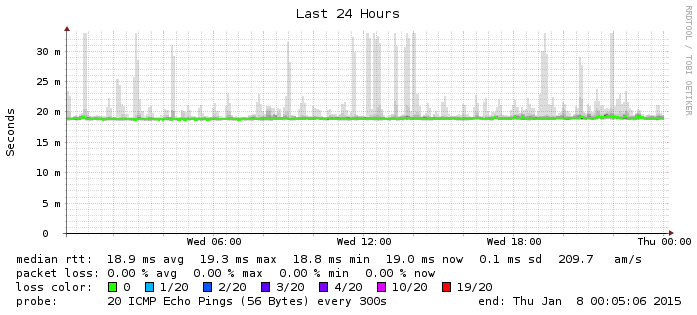 Last 24 Hours
RRDTOOL / TOBI OETIKER
Seconds
30 m
25 m
20 m
15 m
10 m
5 m
0
Wed 06:00 Wed 12:00 Wed 18:00 Thu 00:00
median rtt: 18.9 ms avg 19.3 ms max 18.8 ms min 19.0 ms now 0.1 ms sd 209.7 am/s
packet loss: 0.00 % avg 0.00 % max 0.00 % min 0.00 % now
loss color: 0 1/20 2/20 3/20 4/20 10/20 19/20
probe: 20 ICMP Echo Pings (56 Bytes) every 300s end: Thu Jan 8 00:05:06 2015